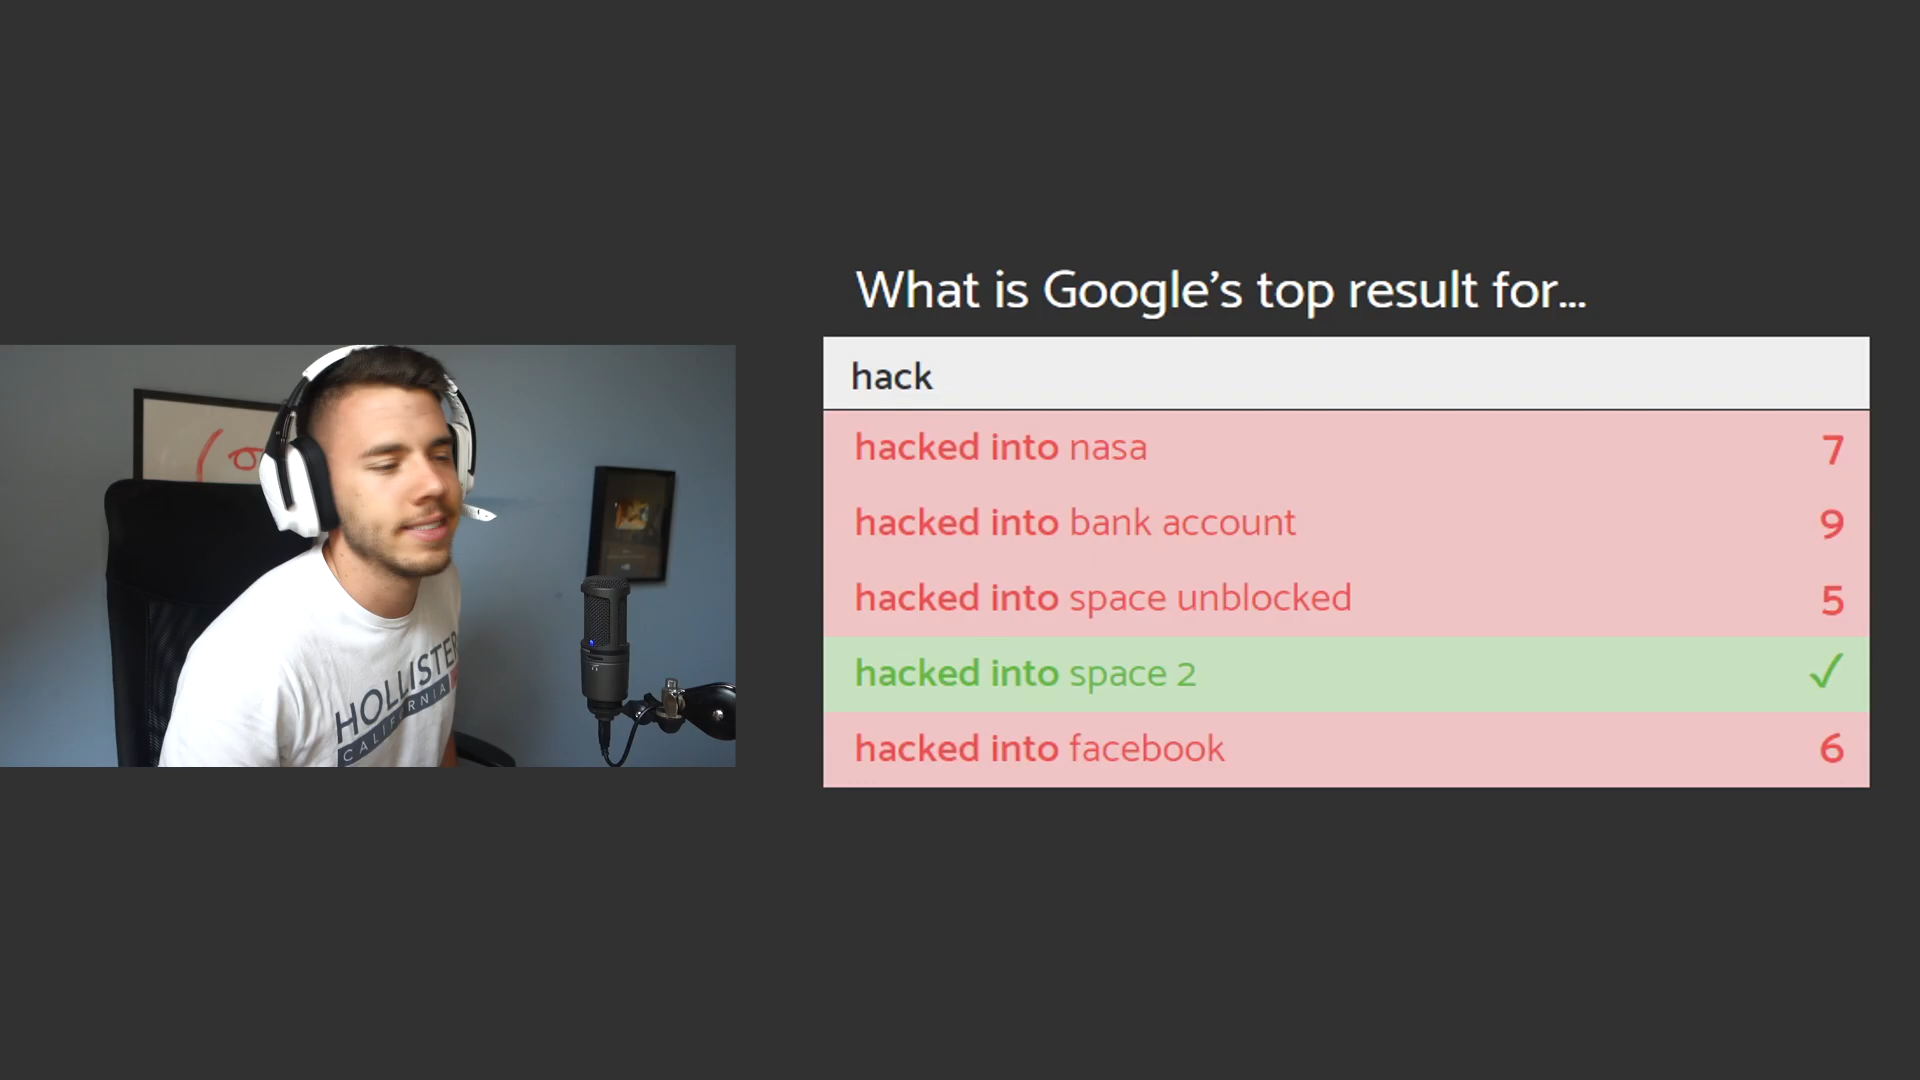 What is Google's top result for...
hack
hacked into nasa 7
hacked into bank account 9
hacked into space unblocked 5
hacked into space 2 ✓
hacked into facebook 6
HOLLISTER
CALIFORNIA